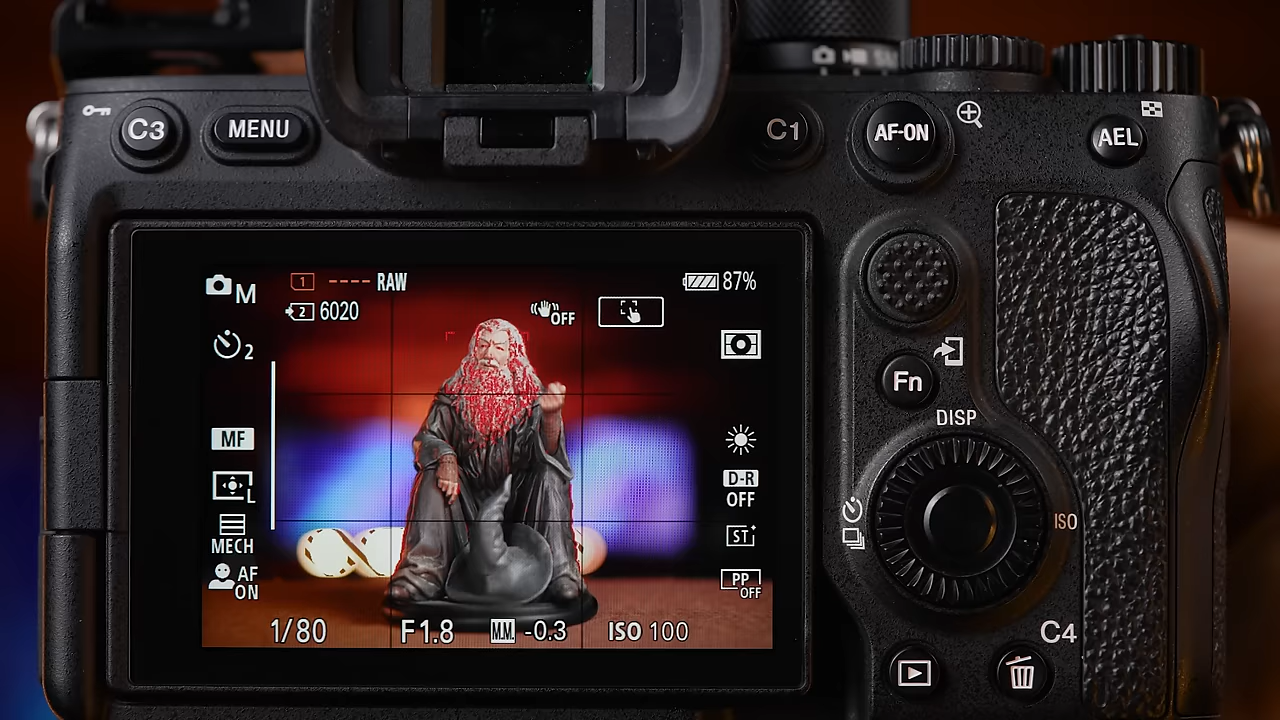 C3
MENU
C1
AF-ON
AEL
M
1 ---- RAW
87%
2 6020
OFF
2
MF
L
MECH
AF
ON
D-R
OFF
ST
PP
OFF
1/80
F1.8
M.M. -0.3
ISO 100
Fn
DISP
ISO
C4